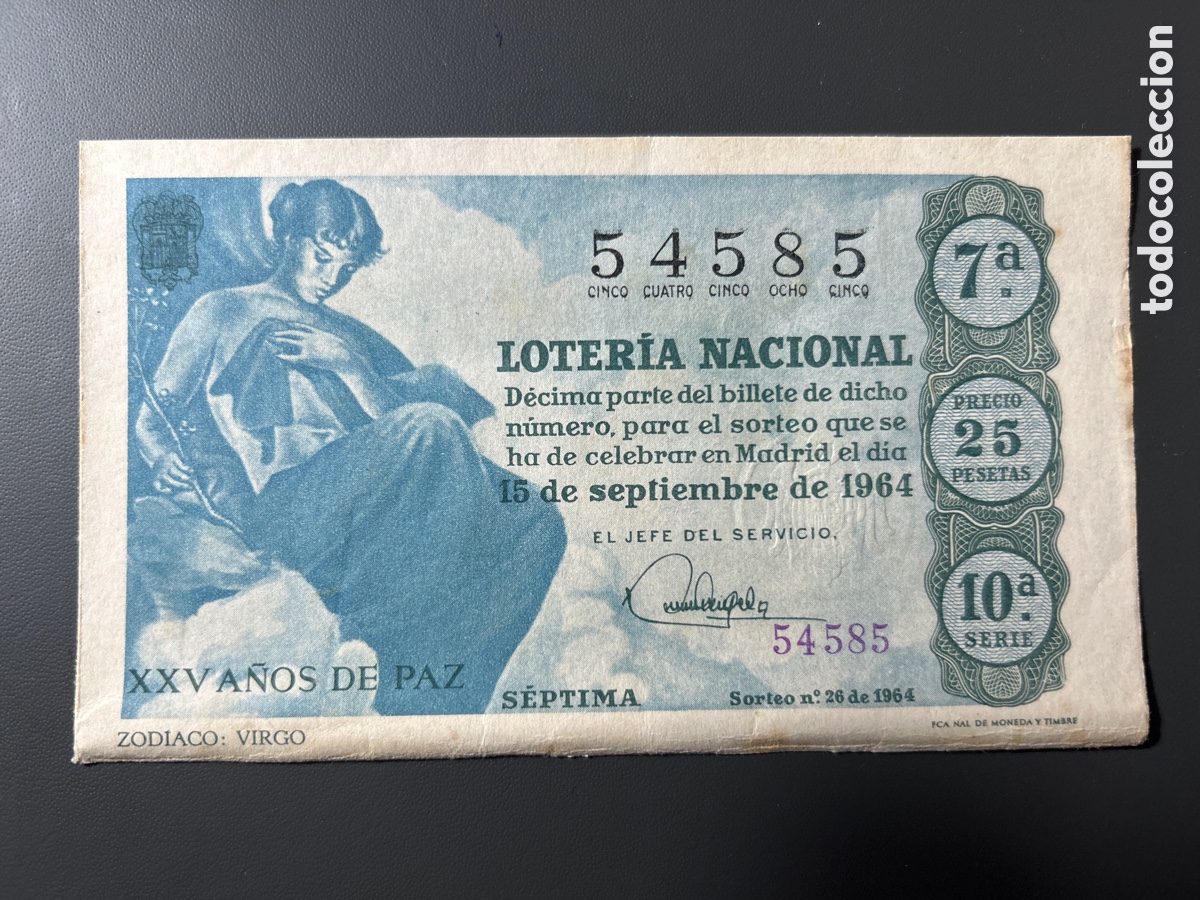 54585
CINCO CUATRO CINCO OCHO CINCO
7ª.
LOTERÍA NACIONAL
Décima parte del billete de dicho
número, para el sorteo que se
ha de celebrar en Madrid el día
15 de septiembre de 1964
PRECIO
25
PESETAS
EL JEFE DEL SERVICIO,
54585
10ª.
SERIE
XXV AÑOS DE PAZ
SÉPTIMA
Sorteo nº. 26 de 1964
FCA NAL DE MONEDA Y TIMBRE
ZODIACO: VIRGO
todocoleccion